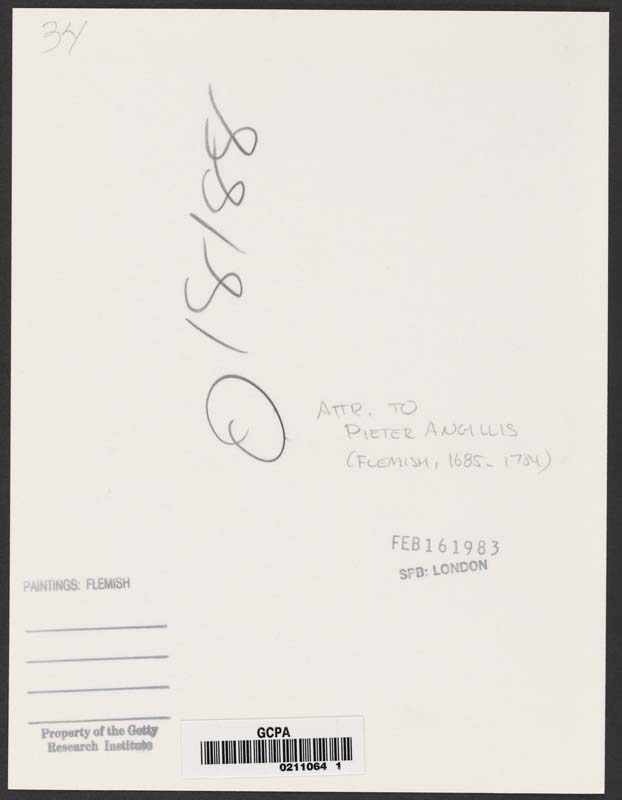 34
ATTR. TO
PIETER ANGILLIS
(FLEMISH, 1685-1734)
FEB 16 1983
SPB: LONDON
PAINTINGS: FLEMISH
Property of the Getty
Research Institute
GCPA
0211064 1